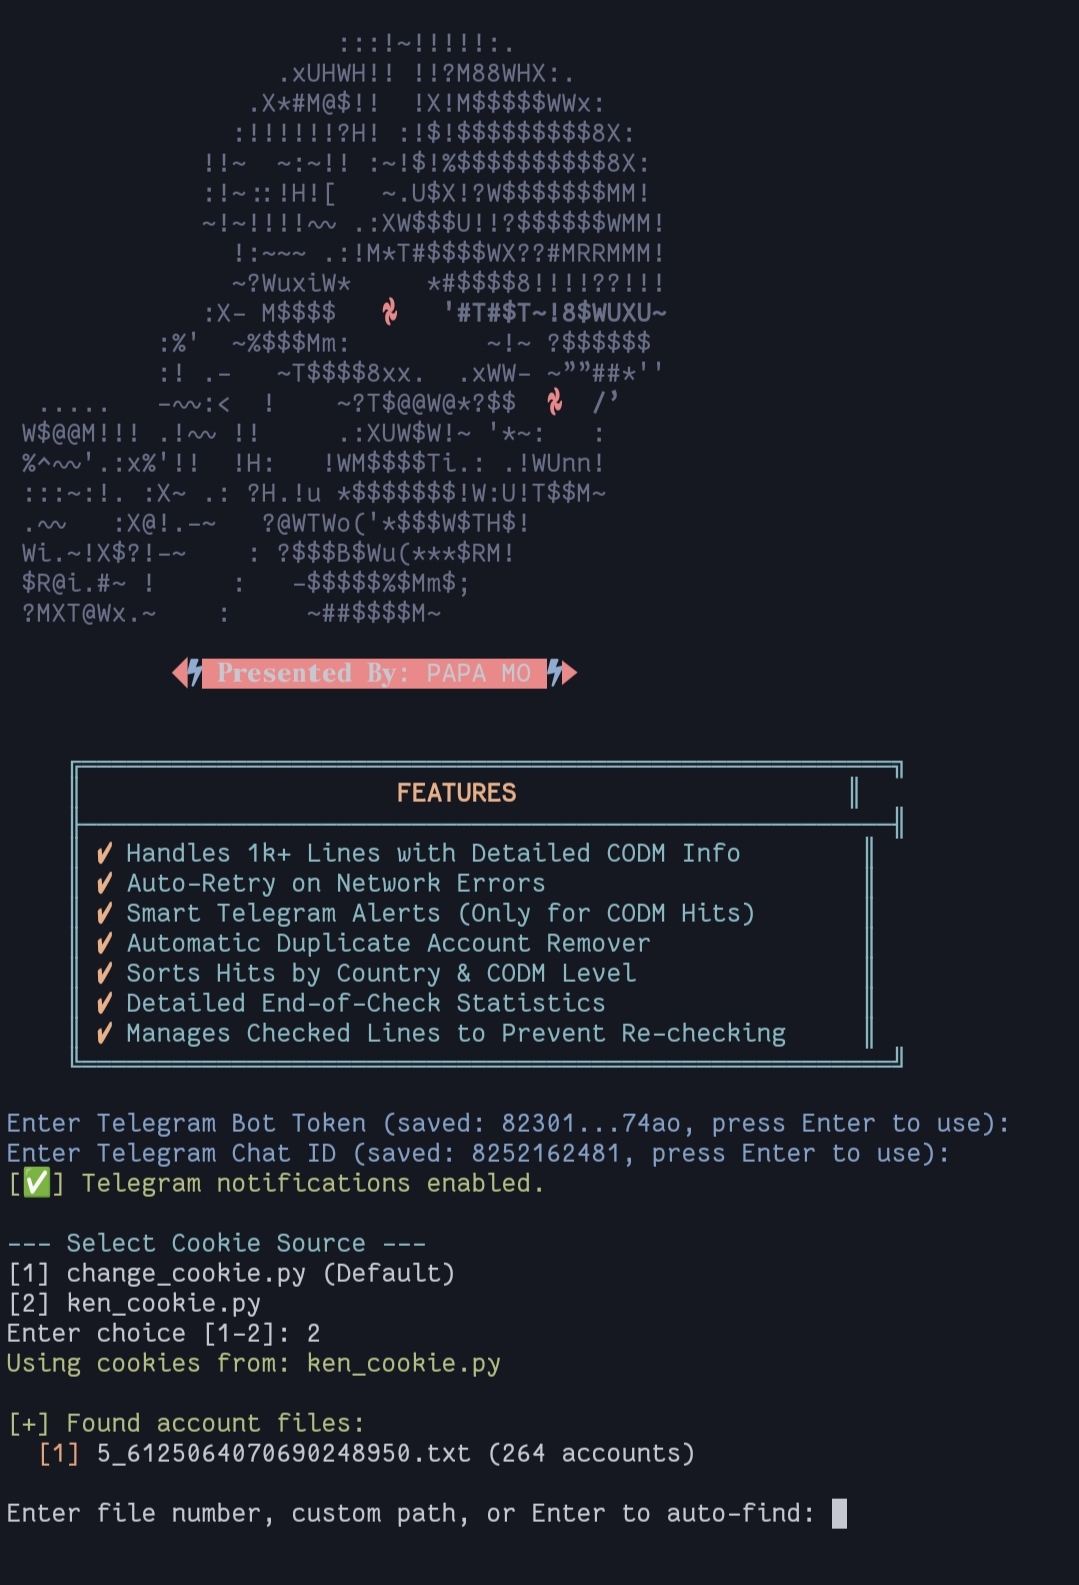 :::!~!!!!!:.
.xUHWH!! !!?M88WHX:.
.X*#M@$!!  !X!M$$$$$WWx:
:!!!!!!?H! :!$!$$$$$$$$$8X:
!!~  ~:~!! :~!$!%$$$$$$$$$$8X:
:!~::!H![   ~.U$X!?W$$$$$$$MM!
~!~!!!!~~ .:XW$$$U!!?$$$$$$WMM!
!:~~~ .:!M*T#$$$$WX??#MRRMMM!
~?WuxiW*     *#$$$$8!!!!??!!!
:X- M$$$$       '#T#$T~!8$WUXU~
:%'  ~%$$$Mm:         ~!~ ?$$$$$$
:! .-   ~T$$$$8xx.  .xWW- ~””##*''
.....   -~~:<  !    ~?T$@@W@*?$$     /’
W$@@M!!! .!~~ !!     .:XUW$W!~ '*~:   :
%^~~'.:x%'!!  !H:   !WM$$$$Ti.: .!WUnn!
:::~:!. :X~ .: ?H.!u *$$$$$$$!W:U!T$$M~
.~~   :X@!.-~   ?@WTWo('*$$$W$TH$!
Wi.~!X$?!-~    : ?$$$B$Wu(***$RM!
$R@i.#~ !     :   -$$$$$%$Mm$;
?MXT@Wx.~    :     ~##$$$$M~
⚡ Presented By: PAPA MO ⚡
FEATURES
✔ Handles 1k+ Lines with Detailed CODM Info
✔ Auto-Retry on Network Errors
✔ Smart Telegram Alerts (Only for CODM Hits)
✔ Automatic Duplicate Account Remover
✔ Sorts Hits by Country & CODM Level
✔ Detailed End-of-Check Statistics
✔ Manages Checked Lines to Prevent Re-checking
Enter Telegram Bot Token (saved: 82301...74ao, press Enter to use):
Enter Telegram Chat ID (saved: 8252162481, press Enter to use):
[✅] Telegram notifications enabled.
--- Select Cookie Source ---
[1] change_cookie.py (Default)
[2] ken_cookie.py
Enter choice [1-2]: 2
Using cookies from: ken_cookie.py
[+] Found account files:
[1] 5_6125064070690248950.txt (264 accounts)
Enter file number, custom path, or Enter to auto-find: